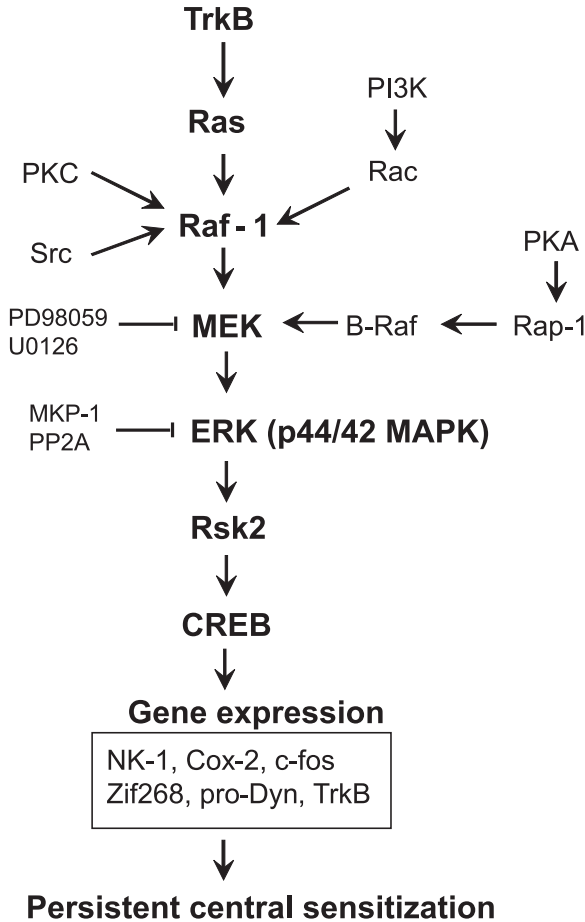 TrkB
PI3K
Ras
PKC
Rac
Raf - 1
Src
PKA
PD98059
U0126
MEK
B-Raf
Rap-1
MKP-1
PP2A
ERK (p44/42 MAPK)
Rsk2
CREB
Gene expression
NK-1, Cox-2, c-fos
Zif268, pro-Dyn, TrkB
Persistent central sensitization